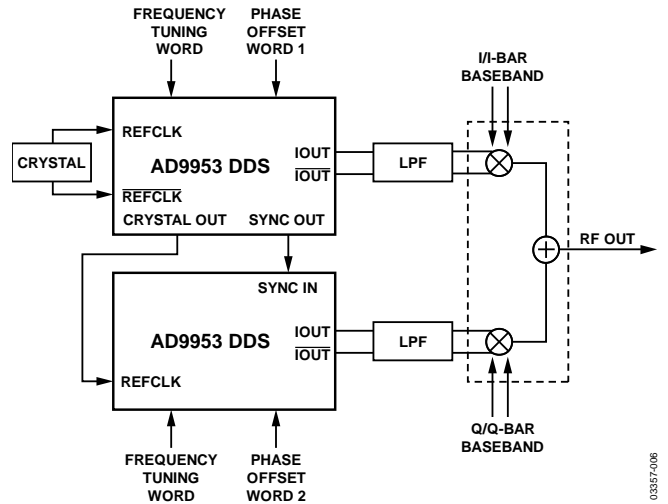 FREQUENCY
TUNING
WORD
PHASE
OFFSET
WORD 1
I/I-BAR
BASEBAND
CRYSTAL
REFCLK
AD9953 DDS
REFCLK
CRYSTAL OUT
SYNC OUT
IOUT
IOUT
LPF
RF OUT
SYNC IN
AD9953 DDS
REFCLK
IOUT
IOUT
LPF
Q/Q-BAR
BASEBAND
FREQUENCY
TUNING
WORD
PHASE
OFFSET
WORD 2
03357-006